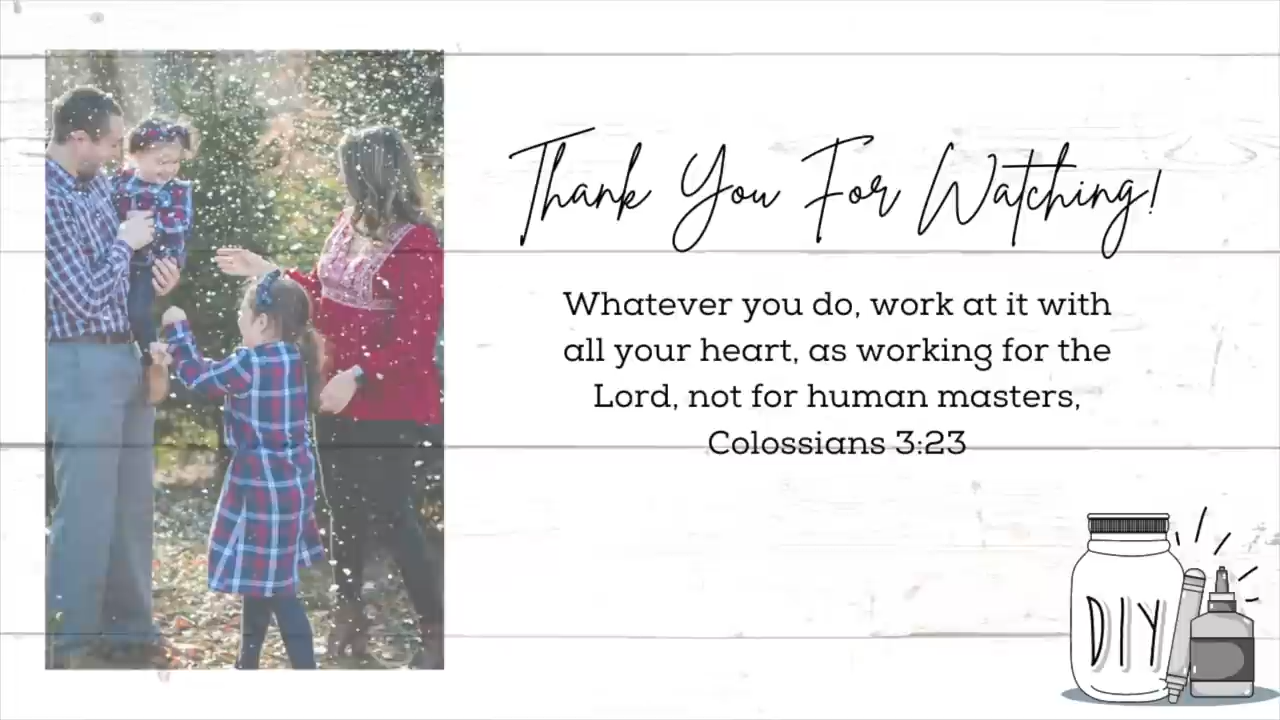 Thank You For Watching!
Whatever you do, work at it with
all your heart, as working for the
Lord, not for human masters,
Colossians 3:23
DIY